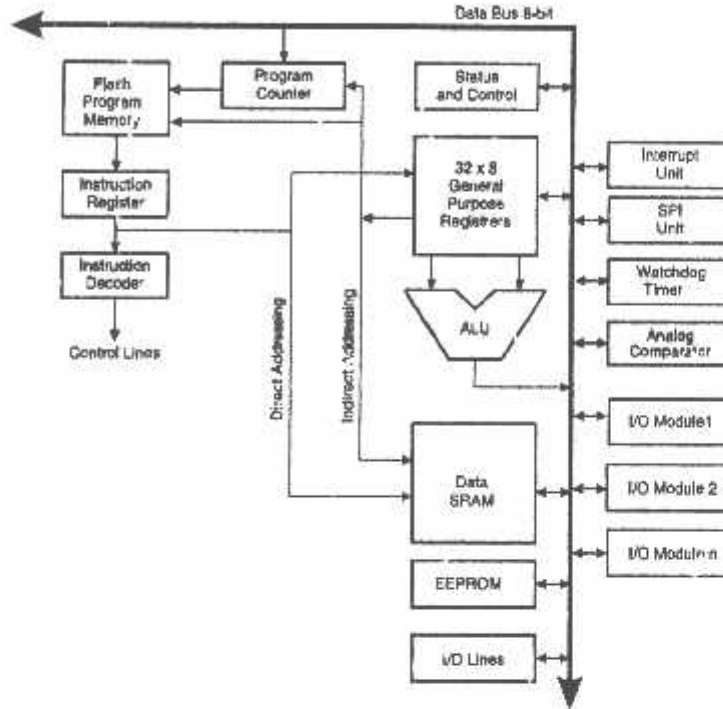 Data Bus 8-bit
Flash
Program
Memory
Program
Counter
Status
and Control
Instruction
Register
32 x 8
General
Purpose
Registrers
Interrupt
Unit
SPI
Unit
Instruction
Decoder
Watchdog
Timer
Control Lines
Direct Addressing
Indirect Addressing
ALU
Analog
Comparator
I/O Module1
Data
SRAM
I/O Module 2
I/O Module n
EEPROM
I/O Lines